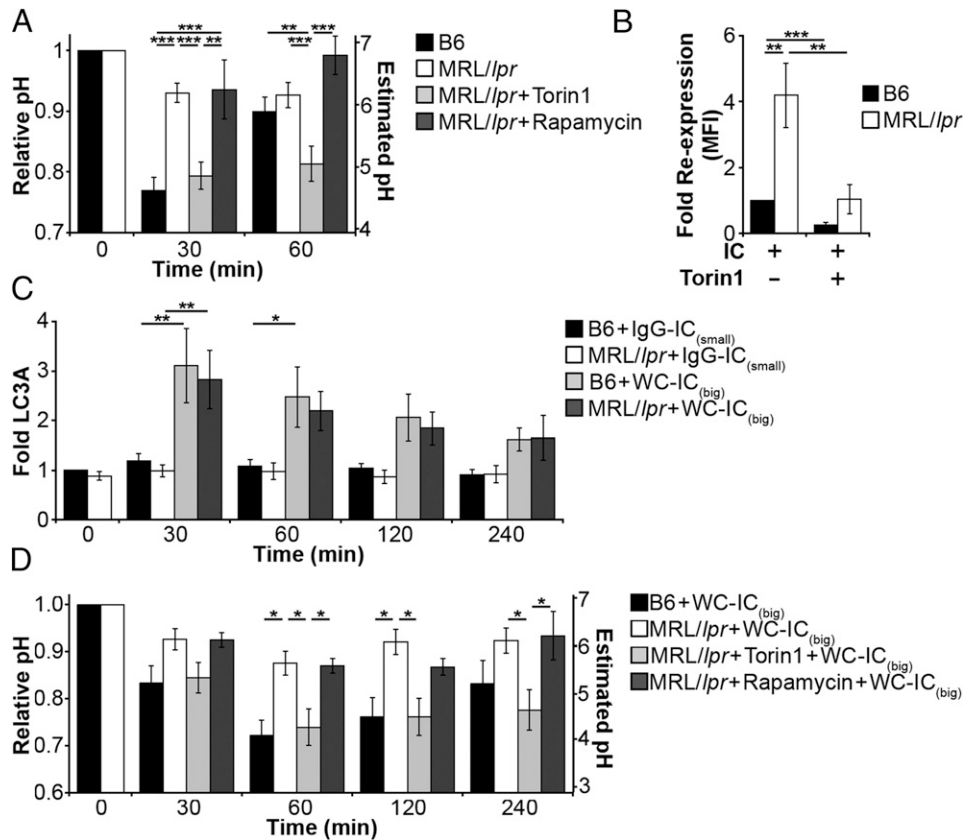 A
***
***
***
**
**
***
***
1
0.9
0.8
0.7
7
6
5
4
Relative pH
Estimated pH
0
30
60
Time (min)
B6
MRL/lpr
MRL/lpr+Torin1
MRL/lpr+Rapamycin
B
***
**
**
6
4
2
0
Fold Re-expression
(MFI)
B6
MRL/lpr
IC + +
Torin1 – +
C
**
**
*
4
3
2
1
0
Fold LC3A
0
30
60
120
240
Time (min)
B6+IgG-IC(small)
MRL/lpr+IgG-IC(small)
B6+WC-IC(big)
MRL/lpr+WC-IC(big)
D
* * *
* *
* *
1.0
0.9
0.8
0.7
0.6
7
6
5
4
3
Relative pH
Estimated pH
0
30
60
120
240
Time (min)
B6+WC-IC(big)
MRL/lpr+WC-IC(big)
MRL/lpr+Torin1+WC-IC(big)
MRL/lpr+Rapamycin+WC-IC(big)